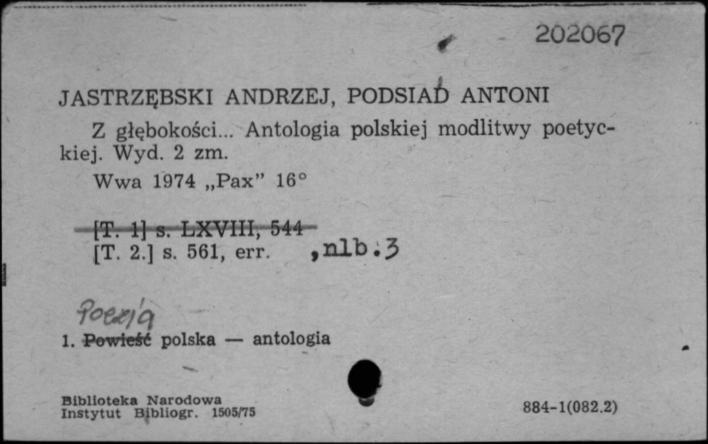 202067
JASTRZĘBSKI ANDRZEJ, PODSIAD ANTONI
Z głębokości... Antologia polskiej modlitwy poetyc-
kiej. Wyd. 2 zm.
Wwa 1974 „Pax” 16°
[T. 1] s. LXVIII, 544
[T. 2.] s. 561, err. , nlb. 3
Poezja
1. Powieść polska — antologia
Biblioteka Narodowa
Instytut Bibliogr. 1505/75
884-1(082.2)